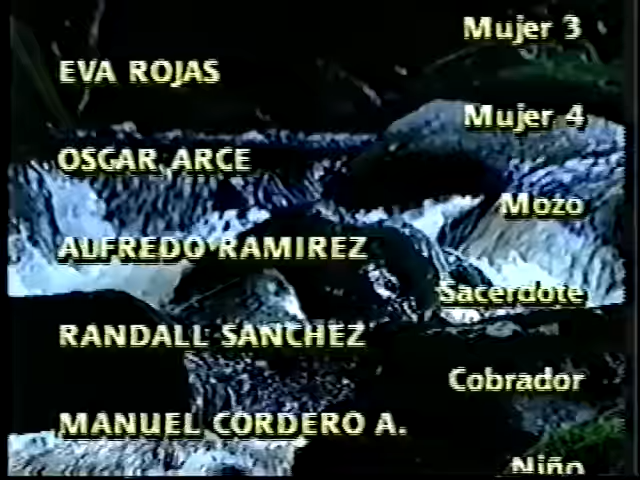 Mujer 3
EVA ROJAS
Mujer 4
OSCAR ARCE
Mozo
ALFREDO RAMIREZ
Sacerdote
RANDALL SANCHEZ
Cobrador
MANUEL CORDERO A.
Niño